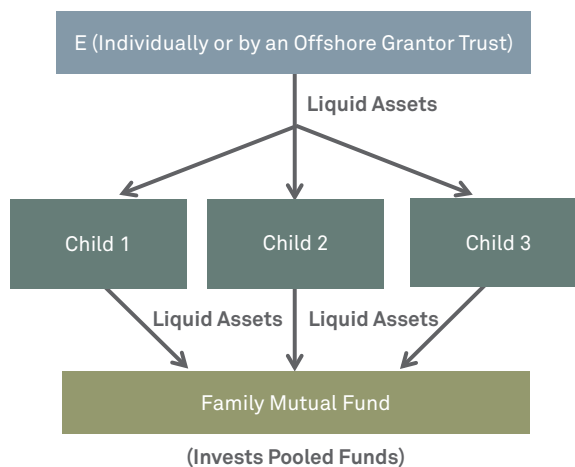 E (Individually or by an Offshore Grantor Trust)
Liquid Assets
Child 1
Child 2
Child 3
Liquid Assets
Liquid Assets
Family Mutual Fund
(Invests Pooled Funds)